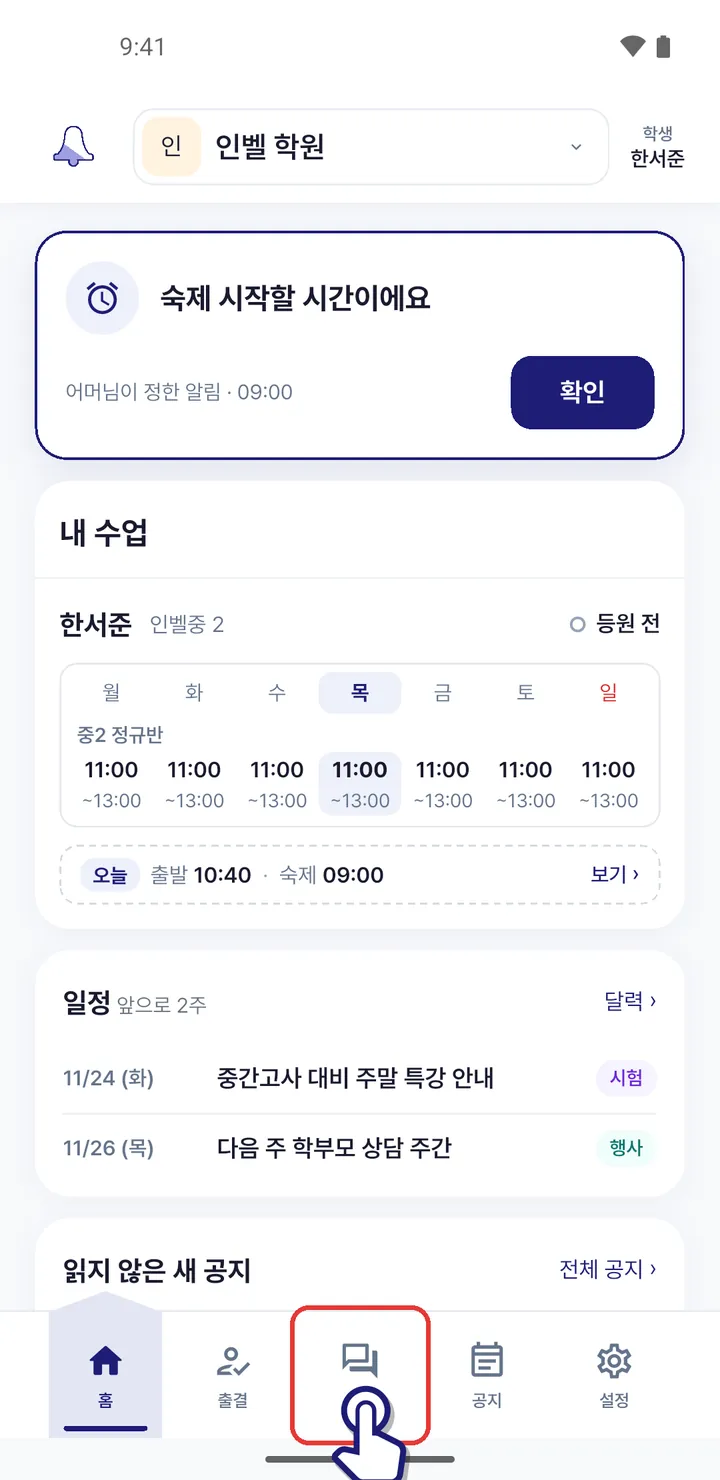 9:41
인 인벨 학원
학생
한서준
숙제 시작할 시간이에요
어머님이 정한 알림 · 09:00 확인
내 수업
한서준 인벨중 2 등원 전
월 화 수 목 금 토 일
중2 정규반
11:00 11:00 11:00 11:00 11:00 11:00 11:00
~13:00 ~13:00 ~13:00 ~13:00 ~13:00 ~13:00 ~13:00
오늘 출발 10:40 · 숙제 09:00 보기 ›
일정 앞으로 2주 달력 ›
11/24 (화) 중간고사 대비 주말 특강 안내 시험
11/26 (목) 다음 주 학부모 상담 주간 행사
읽지 않은 새 공지 전체 공지 ›
홈 출결 공지 설정